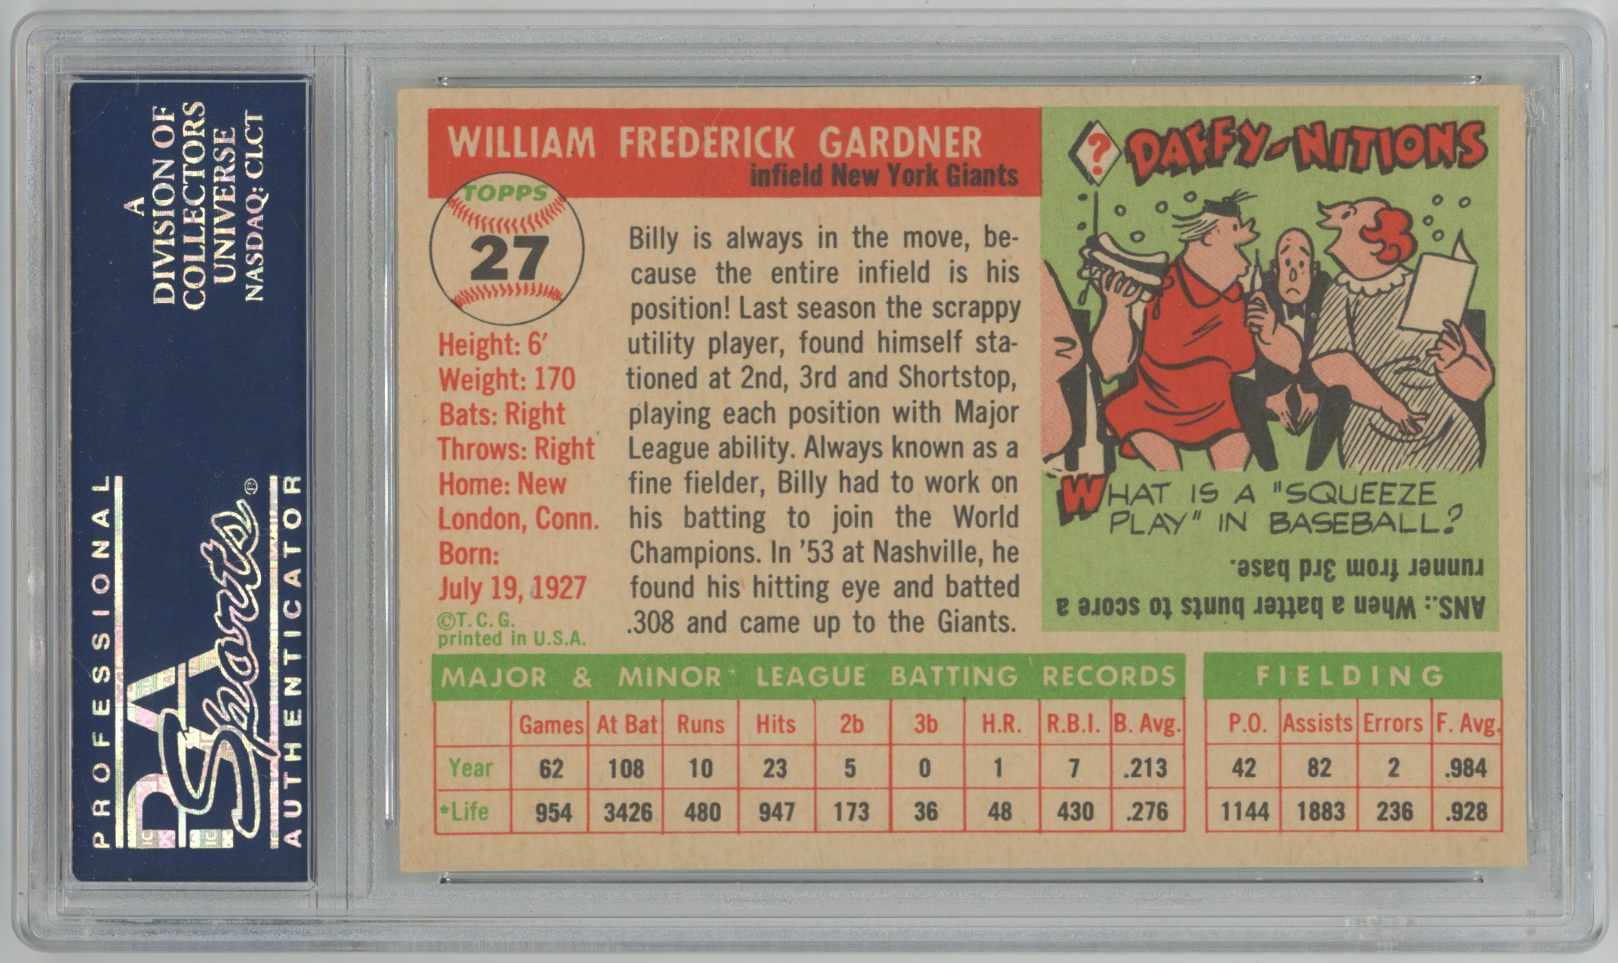 A
DIVISION OF
COLLECTORS
UNIVERSE
NASDAQ: CLCT
PROFESSIONAL
PSA
Sports®
AUTHENTICATOR
WILLIAM FREDERICK GARDNER
infield New York Giants
TOPPS
27
Height: 6'
Weight: 170
Bats: Right
Throws: Right
Home: New
London, Conn.
Born:
July 19, 1927
©T.C.G.
printed in U.S.A.
Billy is always in the move, be-
cause the entire infield is his
position! Last season the scrappy
utility player, found himself sta-
tioned at 2nd, 3rd and Shortstop,
playing each position with Major
League ability. Always known as a
fine fielder, Billy had to work on
his batting to join the World
Champions. In '53 at Nashville, he
found his hitting eye and batted
.308 and came up to the Giants.
?
DAFFY-NITIONS
WHAT IS A "SQUEEZE
PLAY" IN BASEBALL?
ANS.: When a batter bunts to score a
runner from 3rd base.
MAJOR & MINOR* LEAGUE BATTING RECORDS
Games At Bat Runs Hits 2b 3b H.R. R.B.I. B. Avg.
Year 62 108 10 23 5 0 1 7 .213
*Life 954 3426 480 947 173 36 48 430 .276
FIELDING
P.O. Assists Errors F. Avg.
42 82 2 .984
1144 1883 236 .928